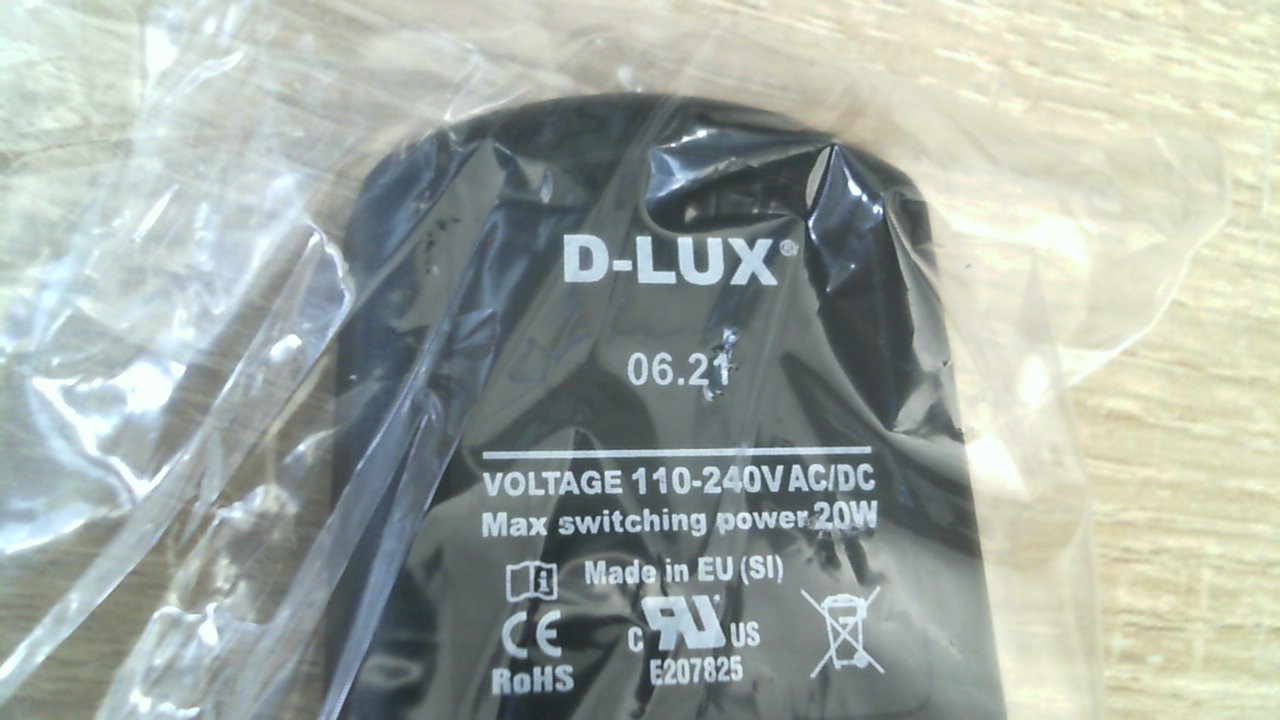 D-LUX®
06.21
VOLTAGE 110-240V AC/DC
Max switching power 20W
Made in EU (SI)
CE
C RU US
RoHS
E207825